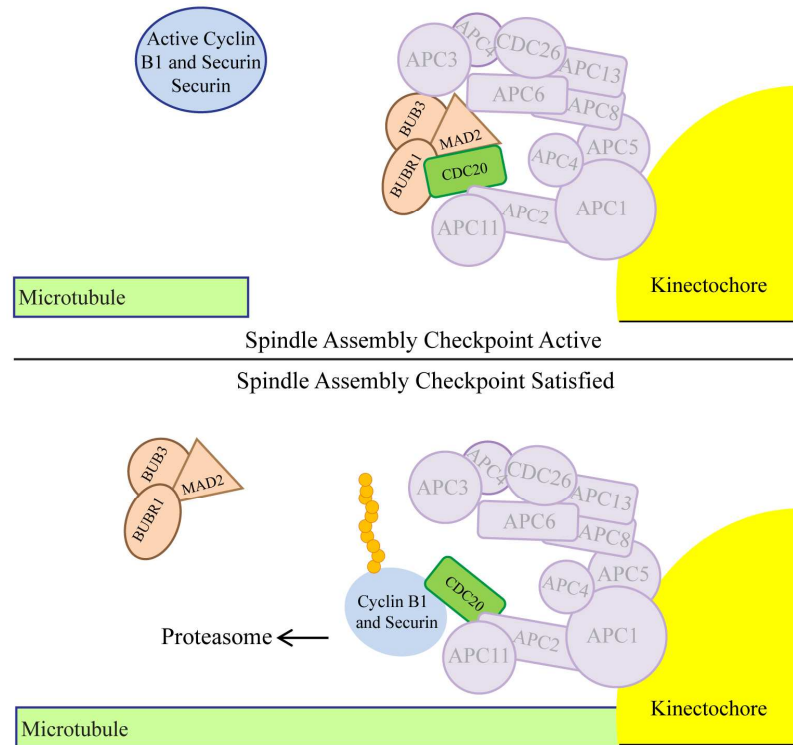 Active Cyclin
B1 and Securin
Securin
APC3
APC4
CDC26
APC13
APC6
APC8
BUB3
MAD2
BUBR1
CDC20
APC4
APC5
APC2
APC1
APC11
Microtubule
Kinectochore
Spindle Assembly Checkpoint Active
Spindle Assembly Checkpoint Satisfied
BUB3
MAD2
BUBR1
APC3
APC4
CDC26
APC13
APC6
APC8
CDC20
APC4
APC5
Cyclin B1
and Securin
Proteasome
APC11
APC2
APC1
Microtubule
Kinectochore